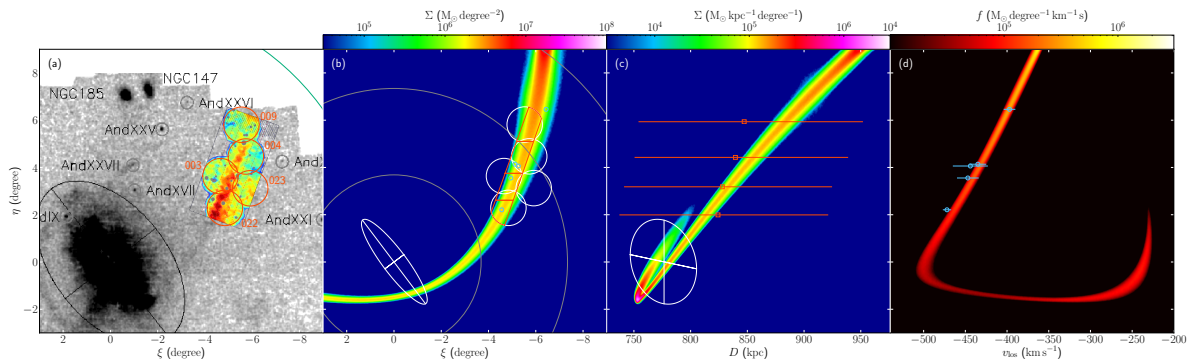 Σ (M⊙ degree⁻²)
Σ (M⊙ kpc⁻¹ degree⁻¹)
f (M⊙ degree⁻¹ km⁻¹ s)
10⁵ 10⁶ 10⁷ 10⁸
10⁴ 10⁵ 10⁶ 10⁴
10⁵ 10⁶
(a) (b) (c) (d)
NGC147
NGC185
AndXXVI
009
AndXXV
004
AndXXVII
003
And
023
AndXVII
dIX
022
AndXXI
η (degree)
8
6
4
2
0
−2
2 0 −2 −4 −6 −8
ξ (degree)
2 0 −2 −4 −6
ξ (degree)
750 800 850 900 950
D (kpc)
−500 −450 −400 −350 −300 −250 −200
v_los (km s⁻¹)